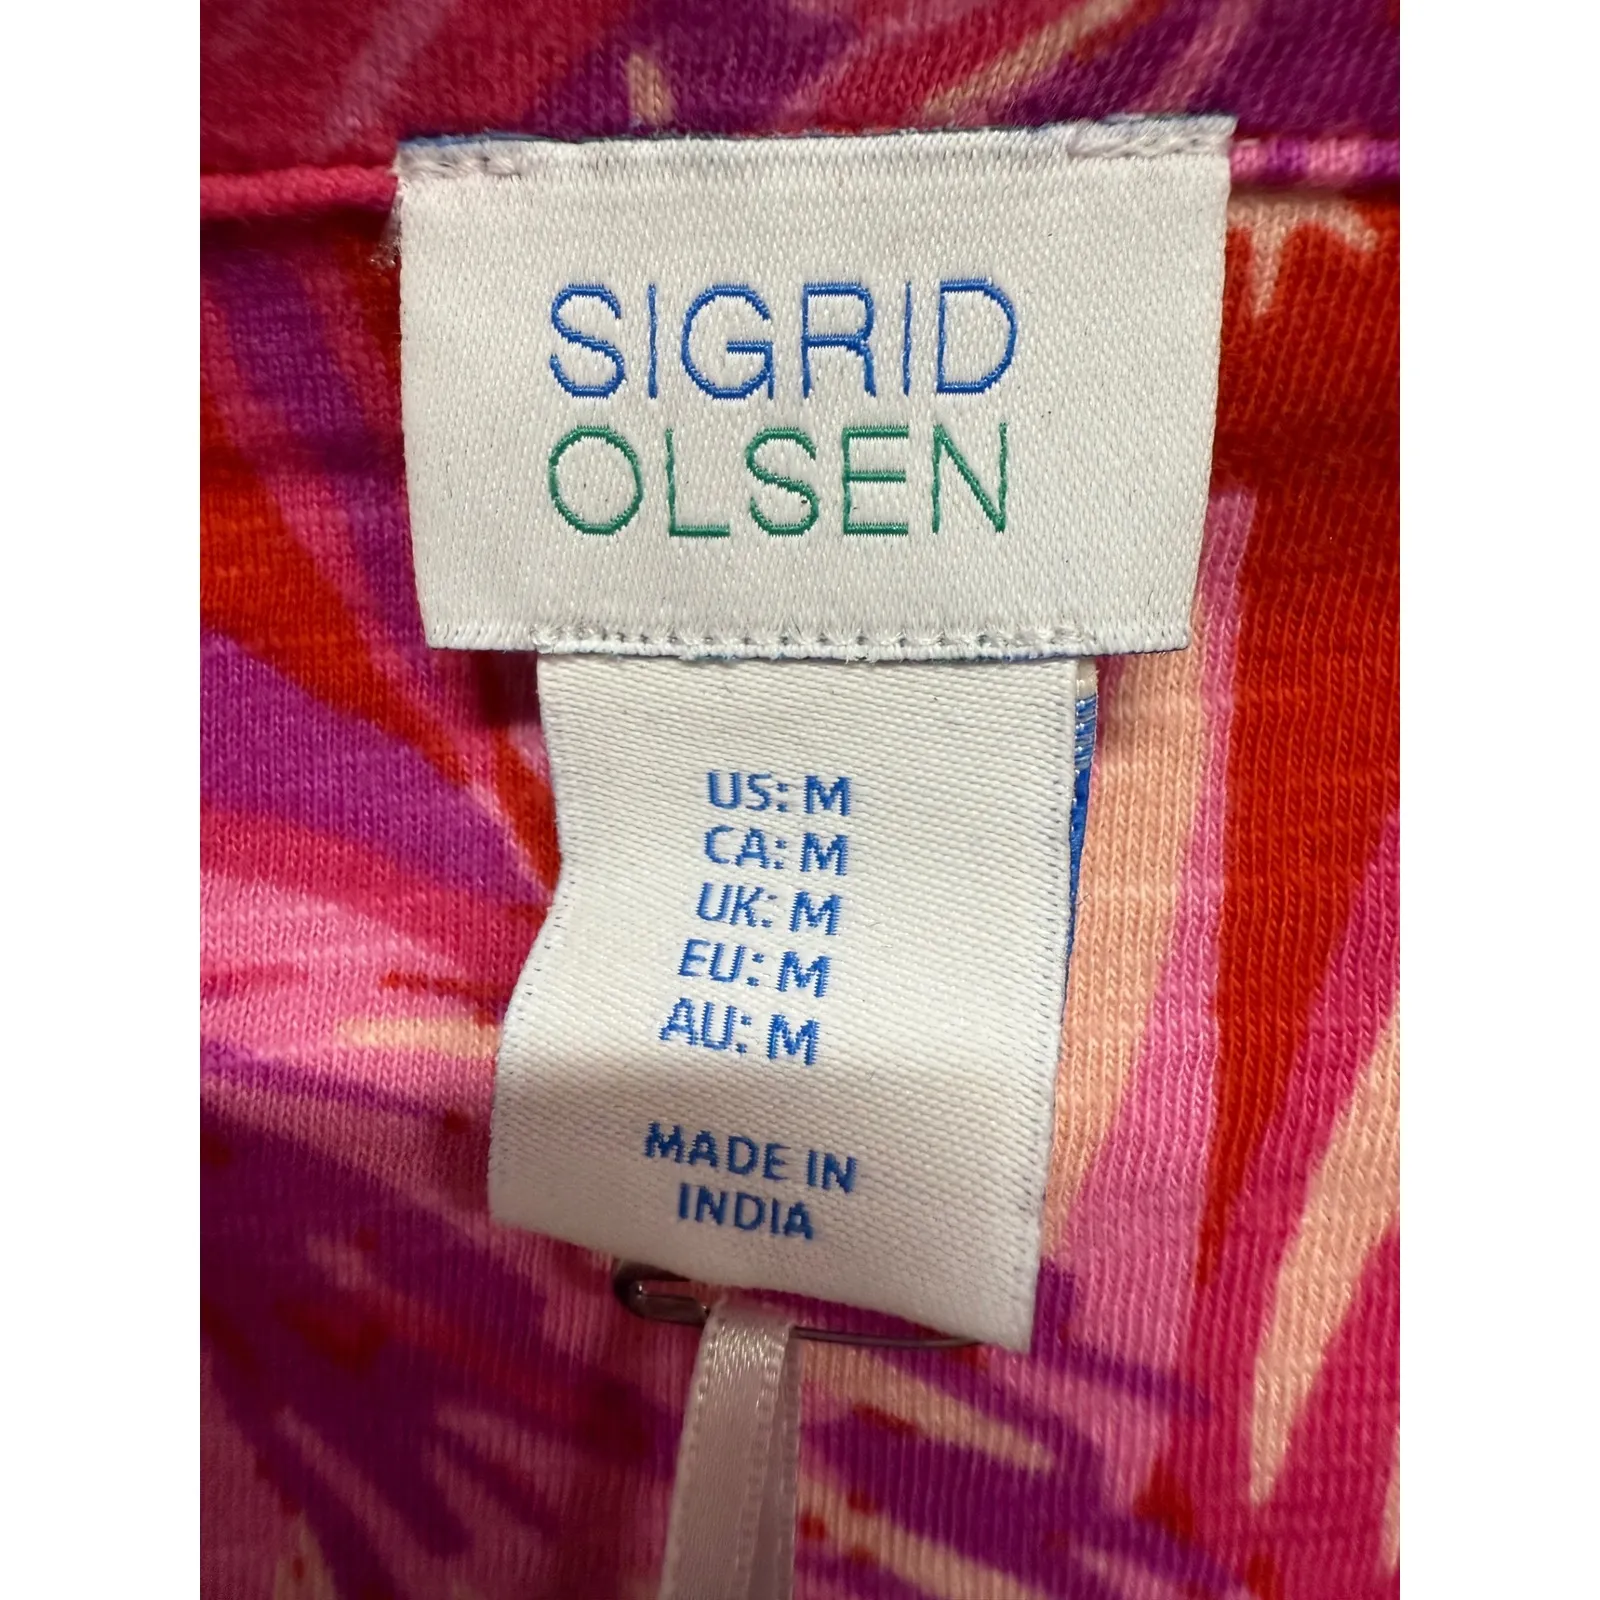 SIGRID
OLSEN
US: M
CA: M
UK: M
EU: M
AU: M
MADE IN
INDIA